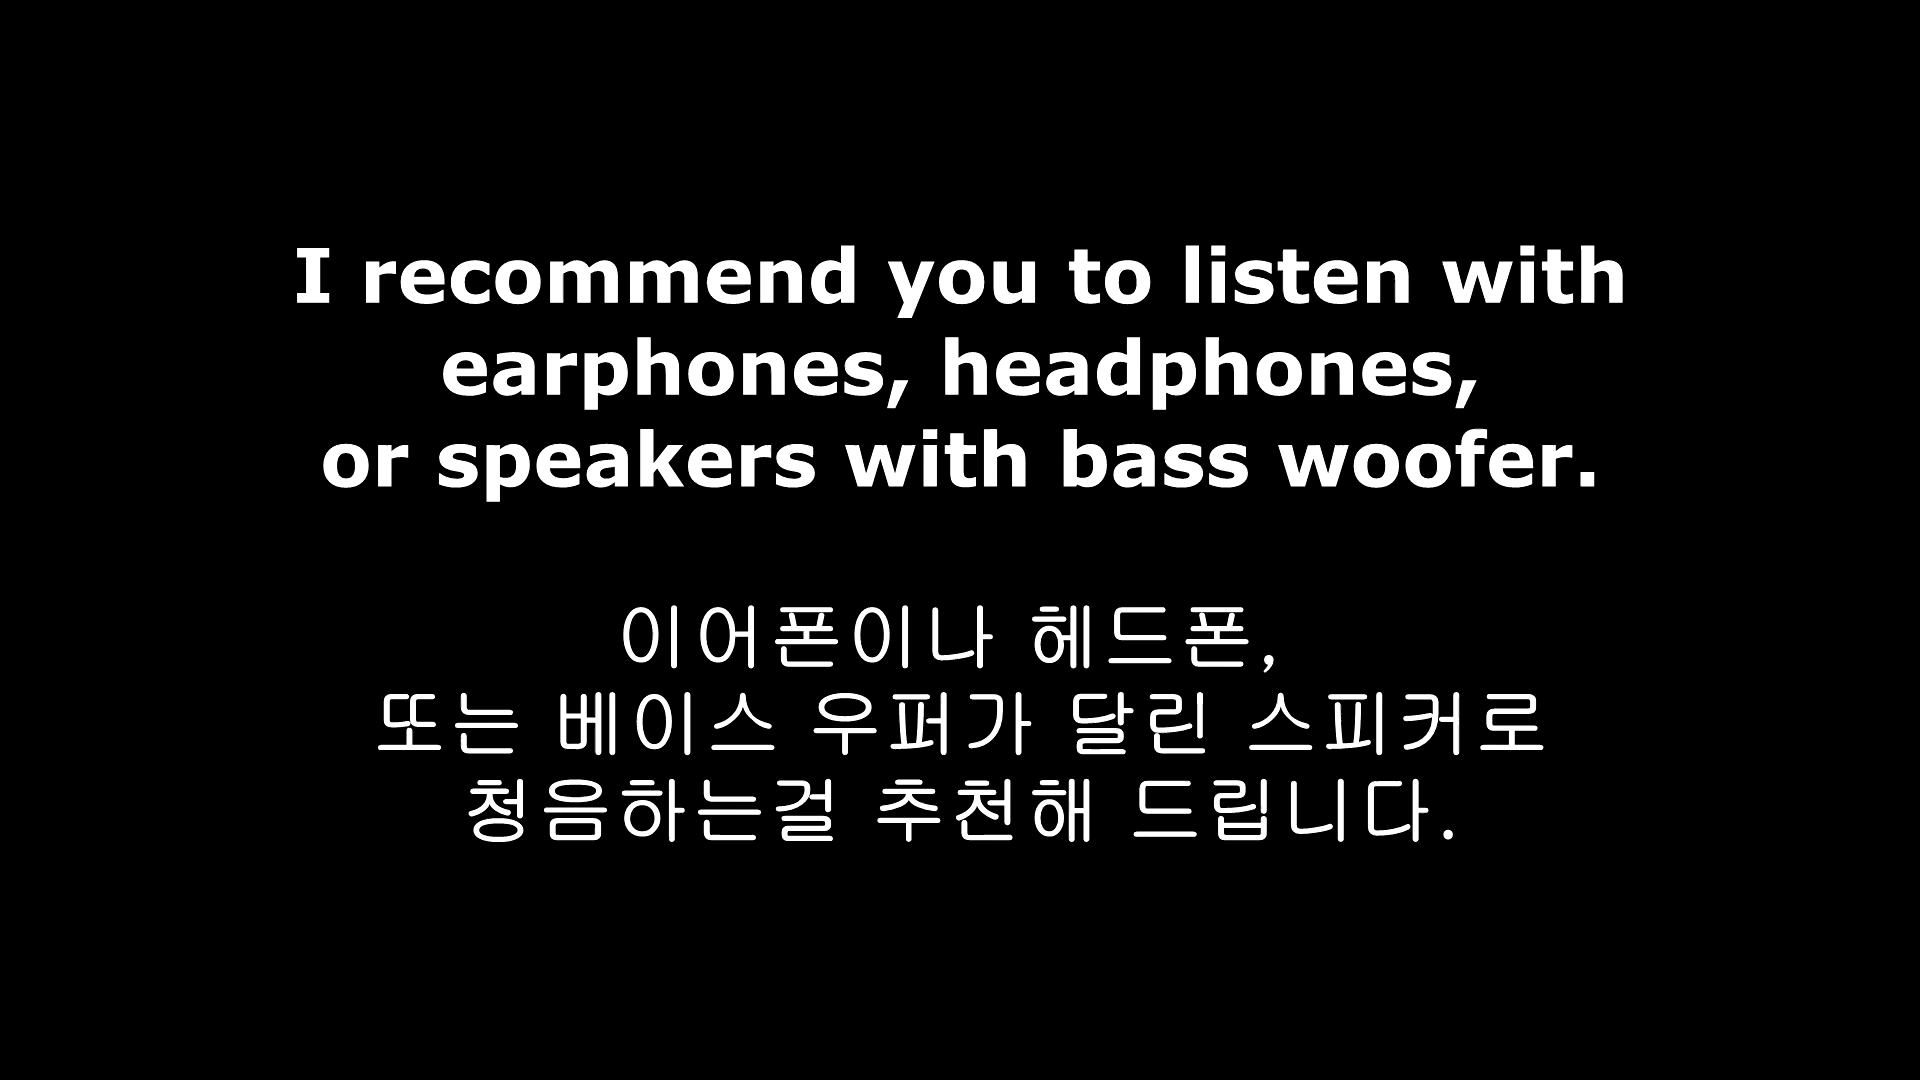 I recommend you to listen with
earphones, headphones,
or speakers with bass woofer.
이어폰이나 헤드폰,
또는 베이스 우퍼가 달린 스피커로
청음하는걸 추천해 드립니다.